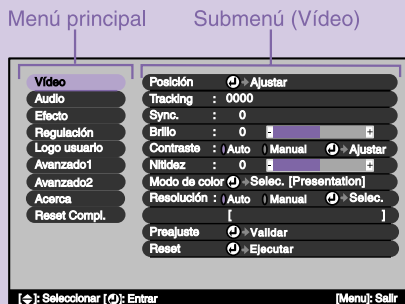 Menú principal Submenú (Vídeo)
Vídeo
Audio
Efecto
Regulación
Logo usuario
Avanzado1
Avanzado2
Acerca
Reset Compl.
Posición Ajustar
Tracking : 0000
Sync. : 0
Brillo : 0 - +
Contraste : Auto Manual Ajustar
Nitidez : 0 - +
Modo de color Selec. [Presentation]
Resolución : Auto Manual Selec.
[ ]
Preajuste Validar
Reset Ejecutar
[ ]: Seleccionar [ ]: Entrar [Menu]: Salir